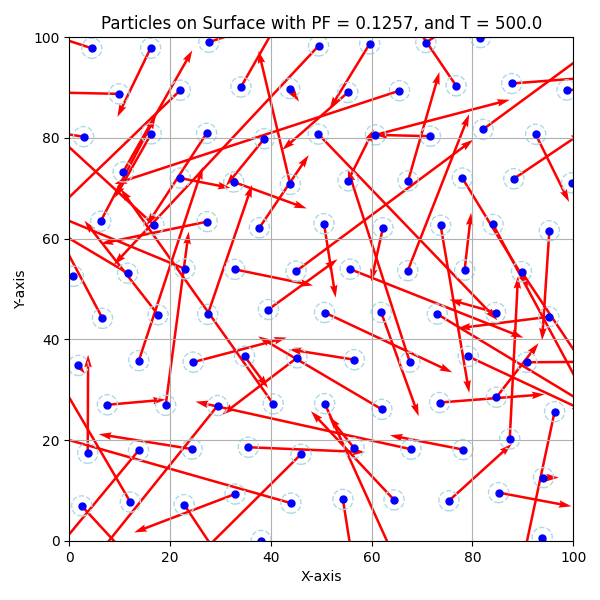 Particles on Surface with PF = 0.1257, and T = 500.0
100
80
60
40
20
0
Y-axis
0 20 40 60 80 100
X-axis